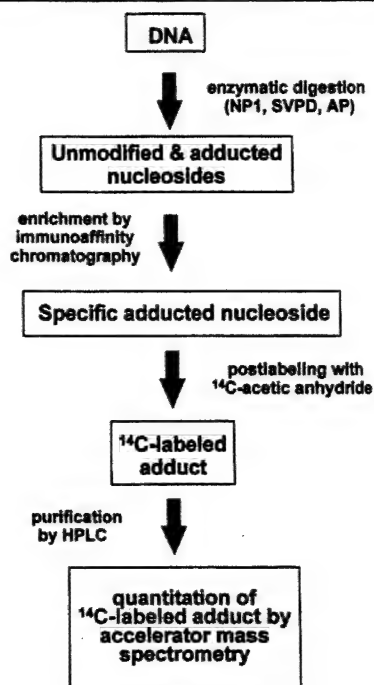 DNA
enzymatic digestion
(NP1, SVPD, AP)
Unmodified & adducted
nucleosides
enrichment by
immunoaffinity
chromatography
Specific adducted nucleoside
postlabeling with
¹⁴C-acetic anhydride
¹⁴C-labeled
adduct
purification
by HPLC
quantitation of
¹⁴C-labeled adduct by
accelerator mass
spectrometry